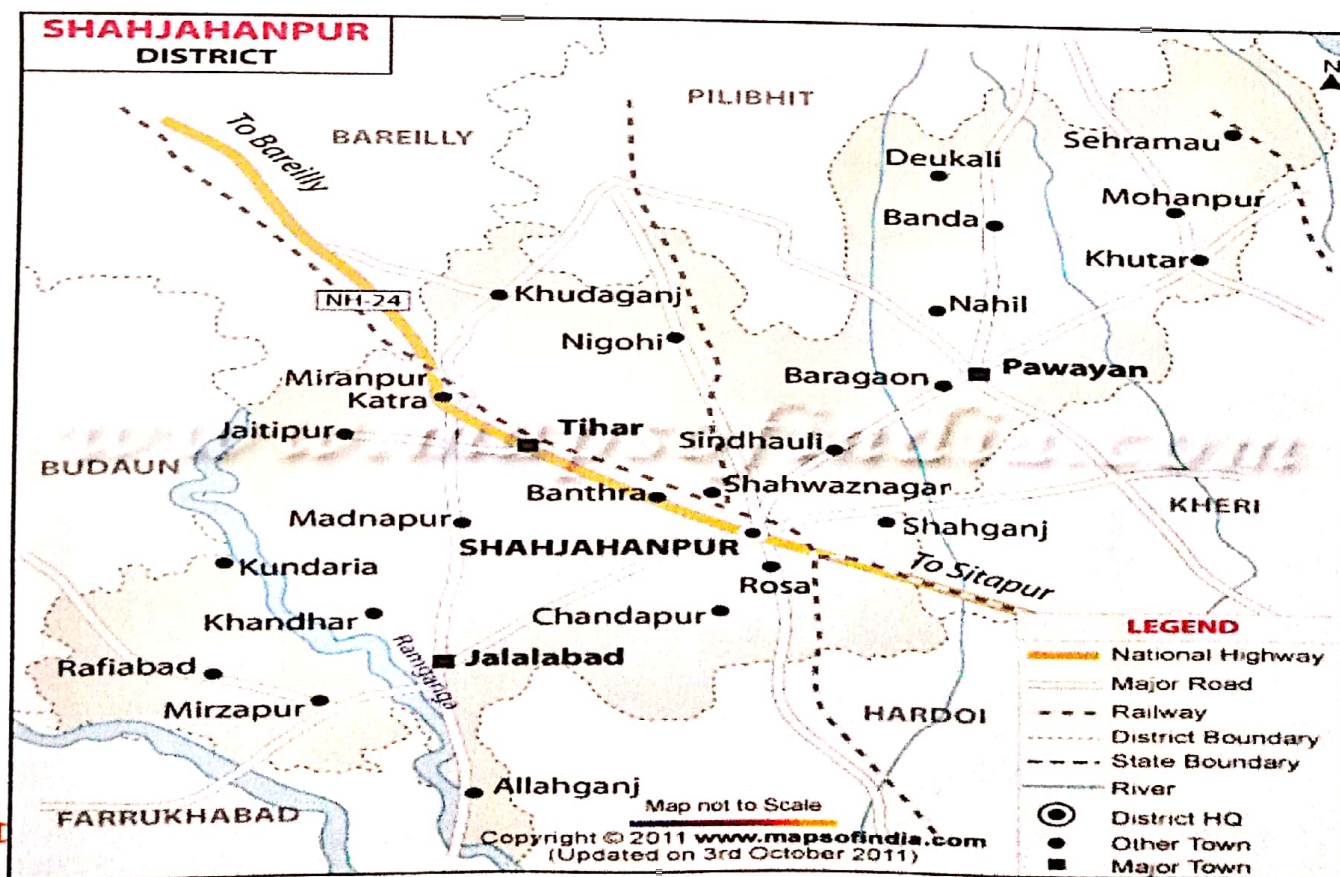 SHAHJAHANPUR
DISTRICT
N
PILIBHIT
BAREILLY
To Bareilly
Sehramau
Deukali
Mohanpur
Banda
Khutar
NH-24
Khudaganj
Nahil
Nigohi
Pawayan
Baragaon
Miranpur
Katra
Tihar
Jaitipur
Sindhauli
BUDAUN
Banthra
Shahwaznagar
KHERI
Madnapur
Shahganj
SHAHJAHANPUR
To Sitapur
Kundaria
Rosa
Khandhar
Chandapur
Ramganga
Jalalabad
Rafiabad
Mirzapur
HARDOI
Allahganj
FARRUKHABAD
LEGEND
National Highway
Major Road
Railway
District Boundary
State Boundary
River
District HQ
Other Town
Major Town
Map not to Scale
Copyright © 2011 www.mapsofindia.com
(Updated on 3rd October 2011)